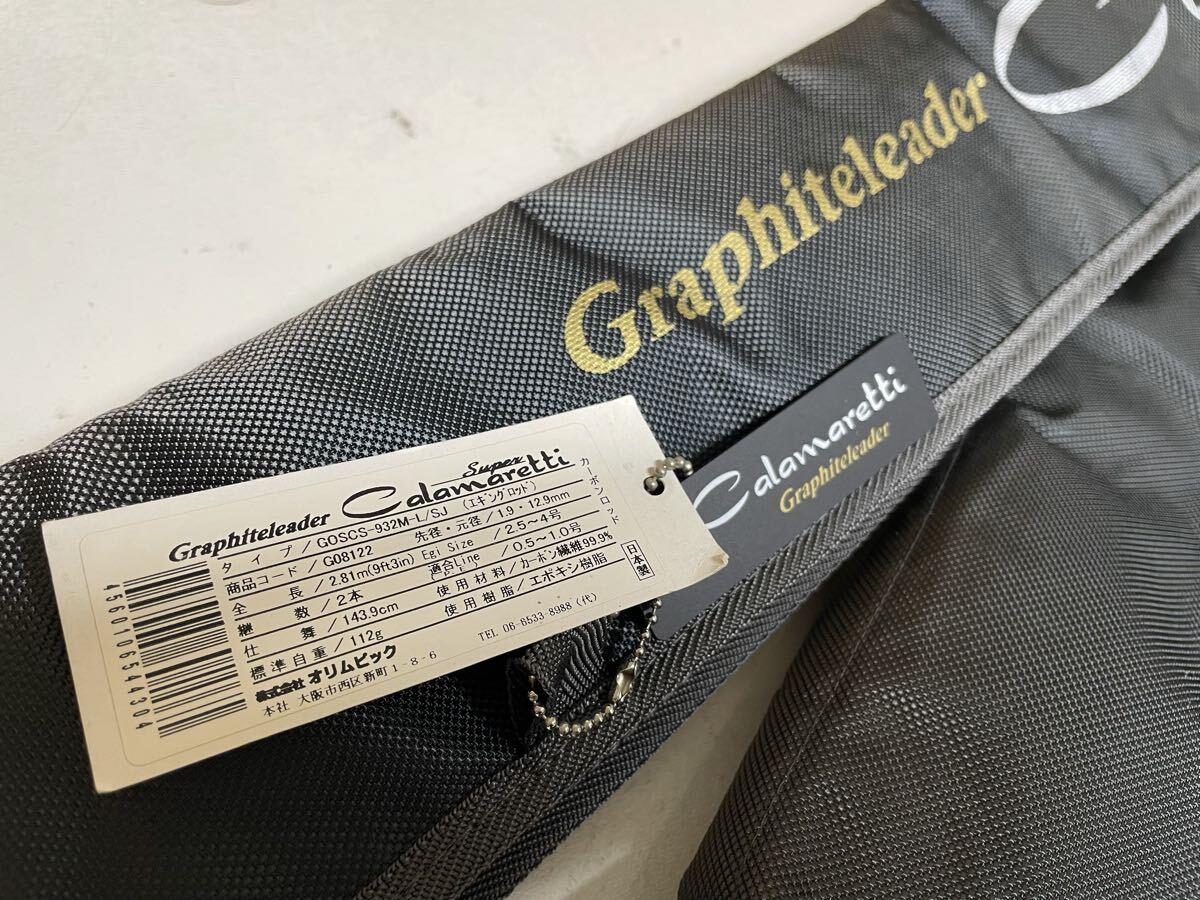 Graphiteleader
Calamaretti
Graphiteleader
Graphiteleader Super Calamaretti
タイプ/GOSCS-932M-L/SJ (エギングロッド)
商品コード/G08122 先径・元径/1.9・12.9mm
全長/2.81m(9ft3in) Egi Size/2.5~4号
継数/2本 適合Line/0.5~1.0号
仕舞/143.9cm 使用材料/カーボン繊維99.9%
標準自重/112g 使用樹脂/エポキシ樹脂
株式会社オリムピック
本社 大阪市西区新町1-8-6 TEL 06-6533-8988(代)
カーボンロッド
日本製
4560106544304